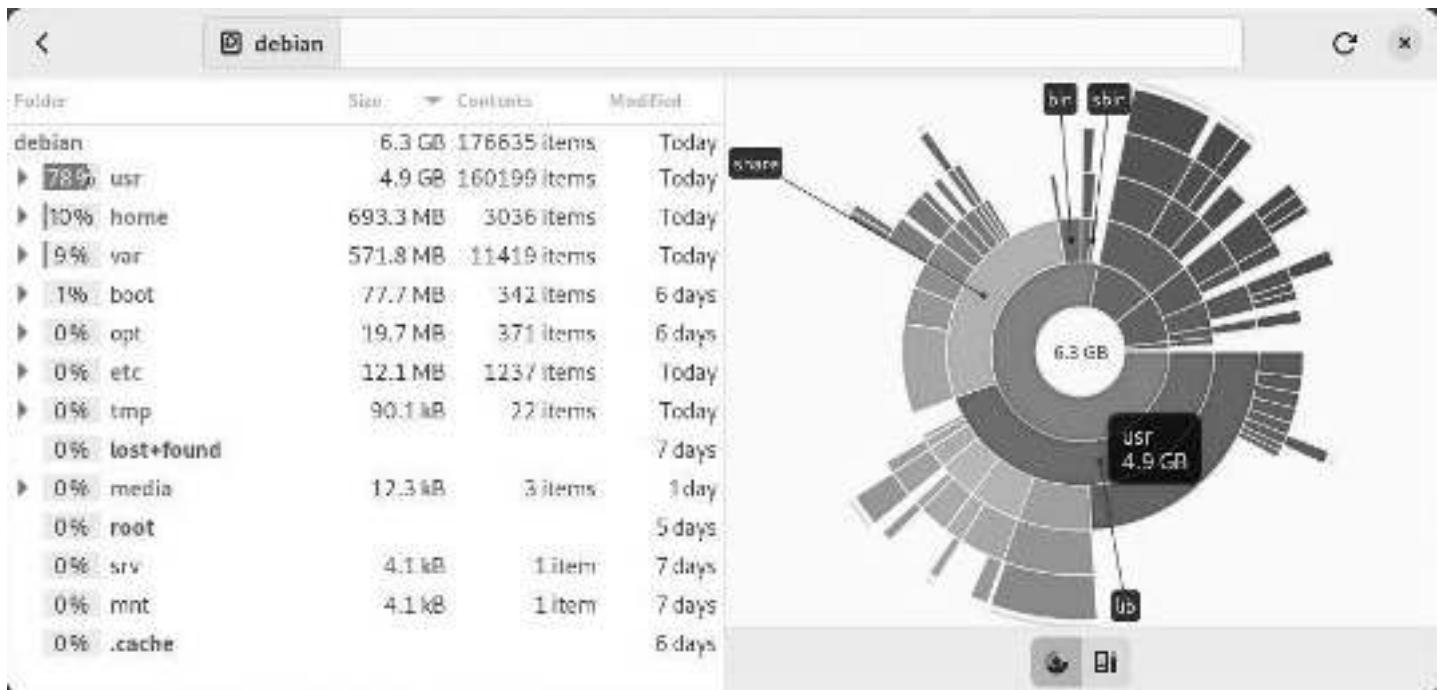 debian
Folder Size Contents Modified
debian 6.3 GB 176635 items Today
78% usr 4.9 GB 160199 items Today
10% home 693.3 MB 3036 items Today
9% var 571.8 MB 11419 items Today
1% boot 77.7 MB 342 items 6 days
0% opt 19.7 MB 371 items 6 days
0% etc 12.1 MB 1237 items Today
0% tmp 90.1 kB 22 items Today
0% lost+found 7 days
0% media 12.3 kB 3 items 1 day
0% root 5 days
0% srv 4.1 kB 1 item 7 days
0% mnt 4.1 kB 1 item 7 days
0% .cache 6 days
bin sbin
share
6.3 GB
usr
4.9 GB
lib